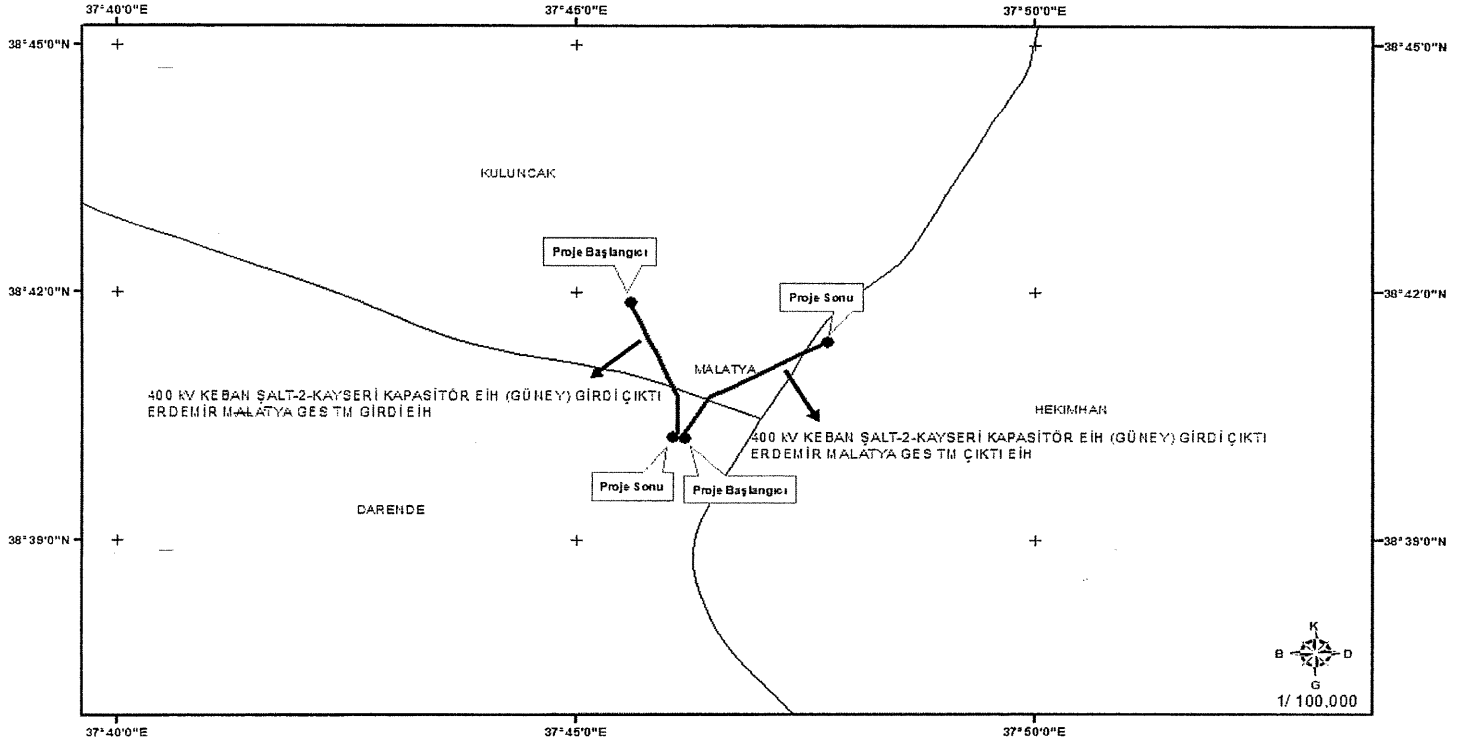 37°40'0"E 37°45'0"E 37°50'0"E
38°45'0"N 38°45'0"N
KULUNCAK
Proje Başlangıcı
38°42'0"N 38°42'0"N
Proje Sonu
MALATYA
400 kV KEBAN ŞALT-2-KAYSERİ KAPASİTÖR EİH (GÜNEY) GİRDİ ÇIKTI
ERDEMİR MALATYA GES TM GİRDİ EİH
HEKIMHAN
400 kV KEBAN ŞALT-2-KAYSERİ KAPASİTÖR EİH (GÜNEY) GİRDİ ÇIKTI
ERDEMİR MALATYA GES TM ÇIKTI EİH
Proje Sonu
Proje Başlangıcı
DARENDE
38°39'0"N 38°39'0"N
K
B D
G
1/ 100.000
37°40'0"E 37°45'0"E 37°50'0"E